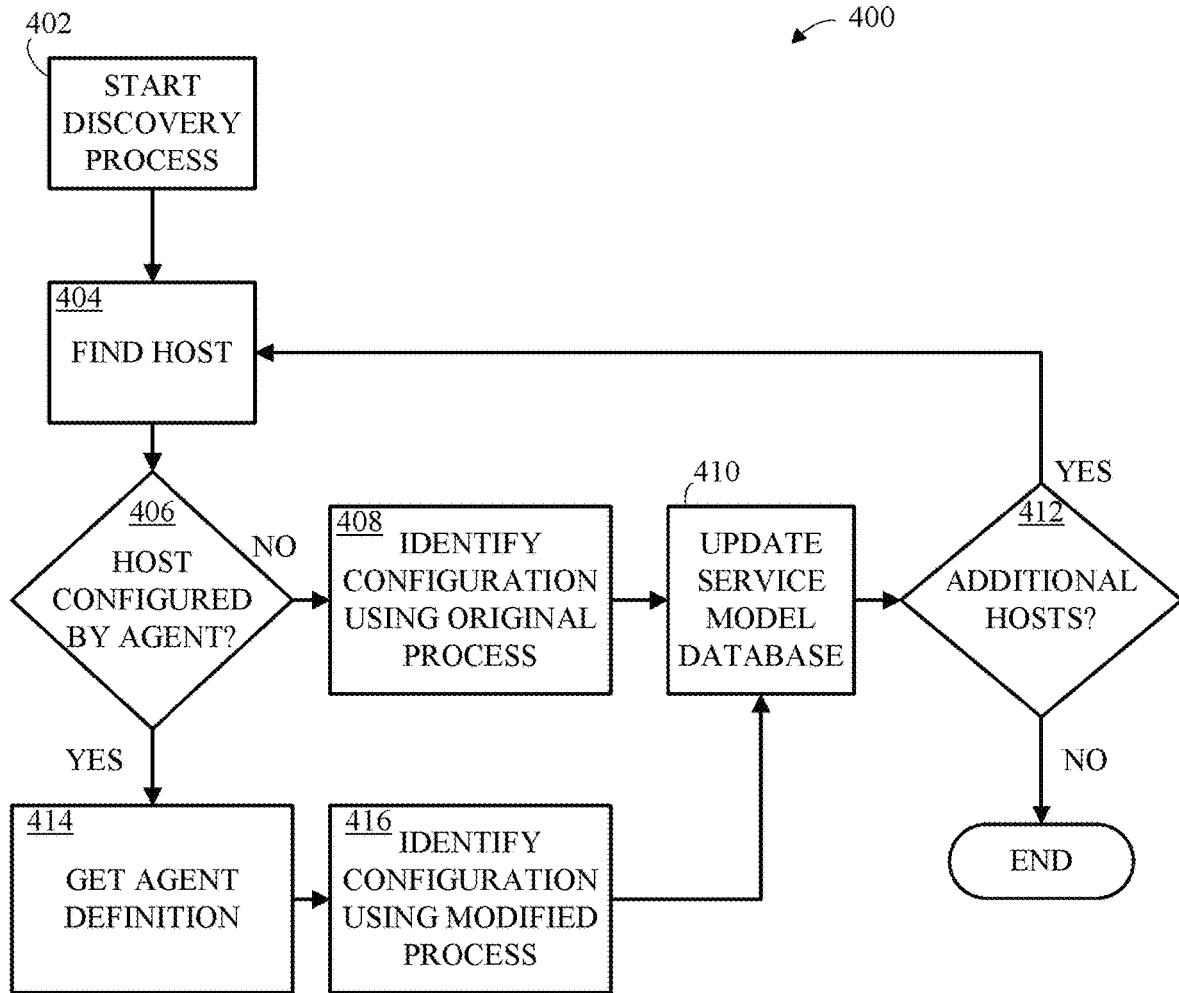 402
400
START
DISCOVERY
PROCESS
404
FIND HOST
406
HOST
CONFIGURED
BY AGENT?
NO
408
IDENTIFY
CONFIGURATION
USING ORIGINAL
PROCESS
410
UPDATE
SERVICE
MODEL
DATABASE
YES
412
ADDITIONAL
HOSTS?
NO
END
YES
414
GET AGENT
DEFINITION
416
IDENTIFY
CONFIGURATION
USING MODIFIED
PROCESS